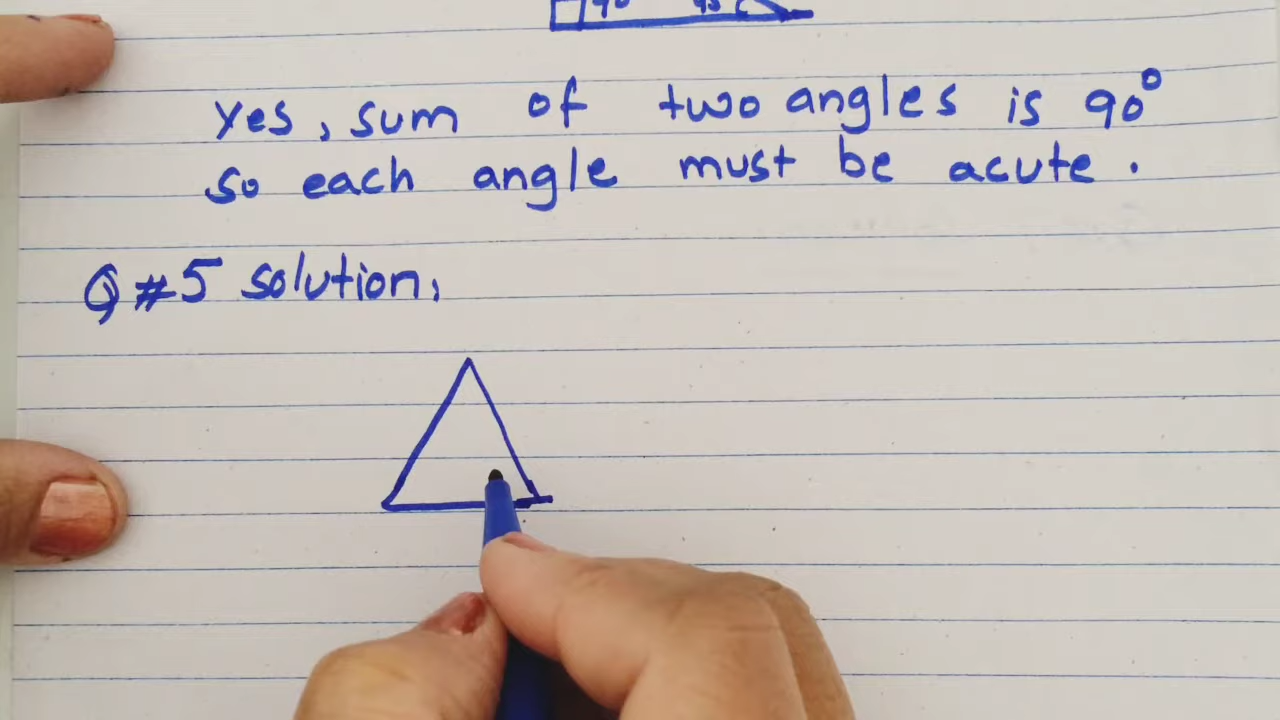 yes, sum of two angles is 90°
so each angle must be acute.
Q #5 solution,